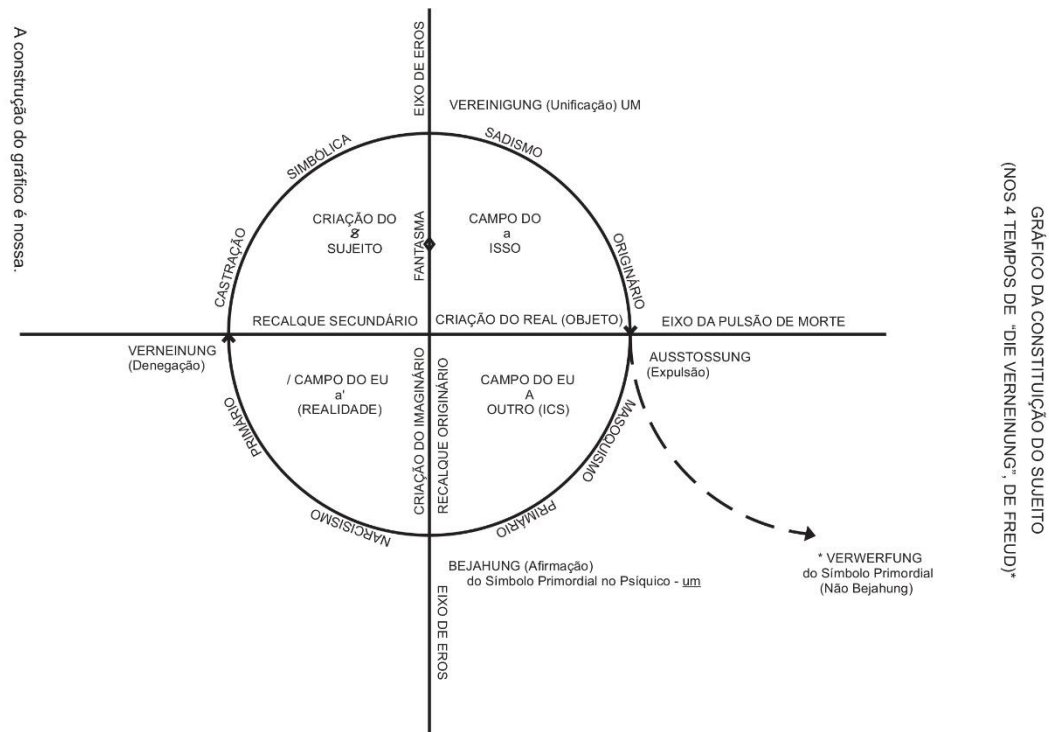 GRÁFICO DA CONSTITUIÇÃO DO SUJEITO
(NOS 4 TEMPOS DE "DIE VERNEINUNG", DE FREUD)*
EIXO DE EROS
VEREINIGUNG (Unificação) UM
SIMBÓLICA
SADISMO
CASTRAÇÃO
ORIGINÁRIO
CRIAÇÃO DO
$
SUJEITO
FANTASMA
CAMPO DO
a
ISSO
RECALQUE SECUNDÁRIO
CRIAÇÃO DO REAL (OBJETO)
EIXO DA PULSÃO DE MORTE
VERNEINUNG
(Denegação)
AUSSTOSSUNG
(Expulsão)
/ CAMPO DO EU
a'
(REALIDADE)
CRIAÇÃO DO IMAGINÁRIO
RECALQUE ORIGINÁRIO
CAMPO DO EU
A
OUTRO (ICS)
PRIMÁRIO
NARCISISMO
MASOQUISMO
PRIMÁRIO
BEJAHUNG (Afirmação)
do Símbolo Primordial no Psíquico - um
EIXO DE EROS
* VERWERFUNG
do Símbolo Primordial
(Não Bejahung)
A construção do gráfico é nossa.